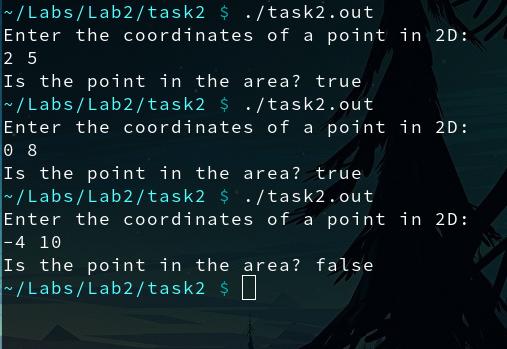 ~/Labs/Lab2/task2 $ ./task2.out
Enter the coordinates of a point in 2D:
2 5
Is the point in the area? true
~/Labs/Lab2/task2 $ ./task2.out
Enter the coordinates of a point in 2D:
0 8
Is the point in the area? true
~/Labs/Lab2/task2 $ ./task2.out
Enter the coordinates of a point in 2D:
-4 10
Is the point in the area? false
~/Labs/Lab2/task2 $